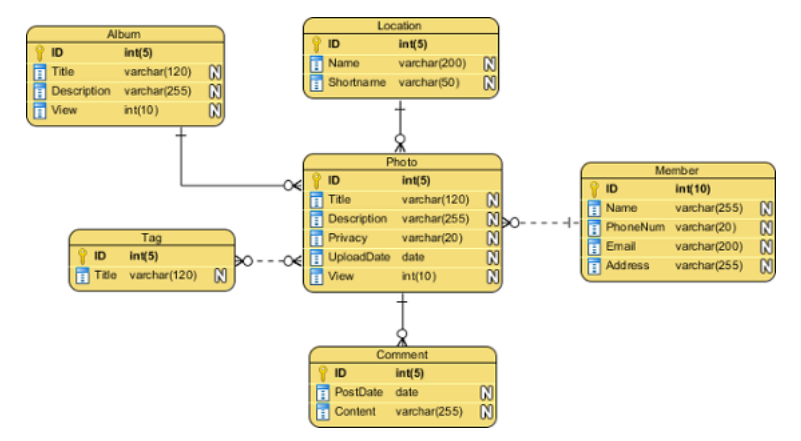 Album
ID int(5)
Title varchar(120) N
Description varchar(255) N
View int(10) N
Location
ID int(5)
Name varchar(200) N
Shortname varchar(50) N
Photo
ID int(5)
Title varchar(120) N
Description varchar(255) N
Privacy varchar(20) N
UploadDate date N
View int(10) N
Member
ID int(10)
Name varchar(255) N
PhoneNum varchar(20) N
Email varchar(200) N
Address varchar(255) N
Tag
ID int(5)
Title varchar(120) N
Comment
ID int(5)
PostDate date N
Content varchar(255) N